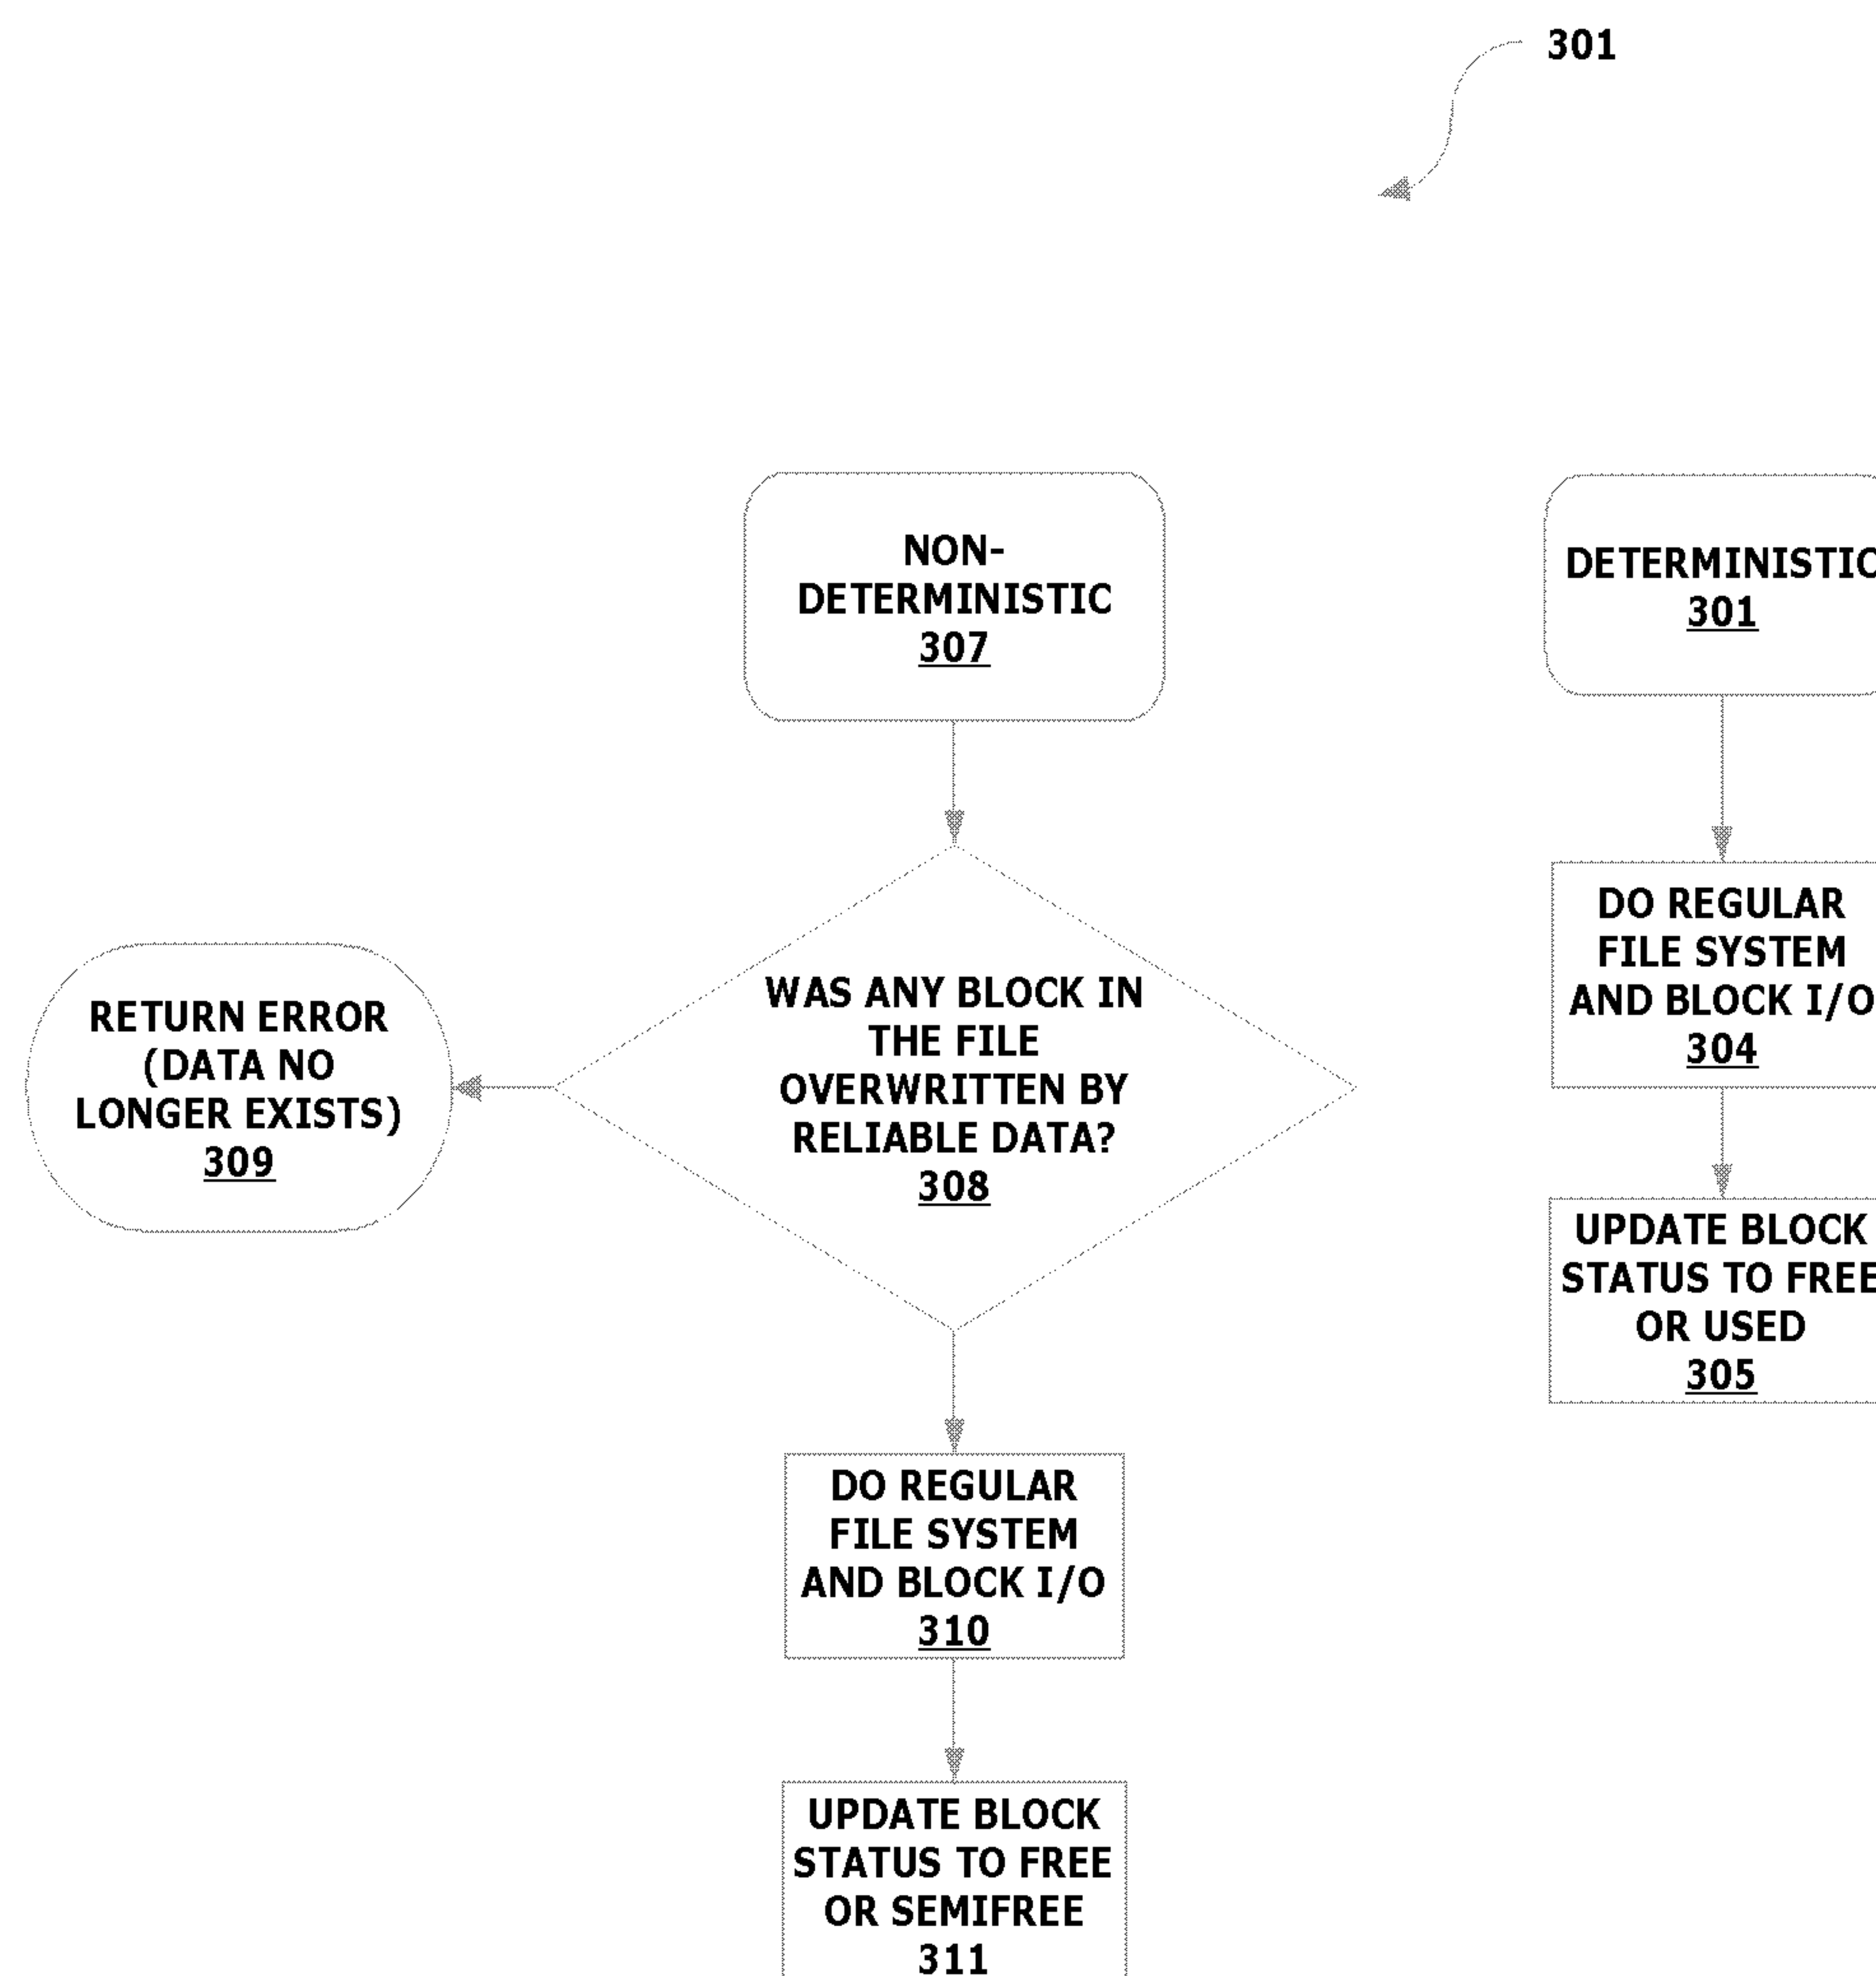 301
NON-
DETERMINISTIC
307
DETERMINISTIC
301
WAS ANY BLOCK IN
THE FILE
OVERWRITTEN BY
RELIABLE DATA?
308
RETURN ERROR
(DATA NO
LONGER EXISTS)
309
DO REGULAR
FILE SYSTEM
AND BLOCK I/O
304
UPDATE BLOCK
STATUS TO FREE
OR USED
305
DO REGULAR
FILE SYSTEM
AND BLOCK I/O
310
UPDATE BLOCK
STATUS TO FREE
OR SEMIFREE
311